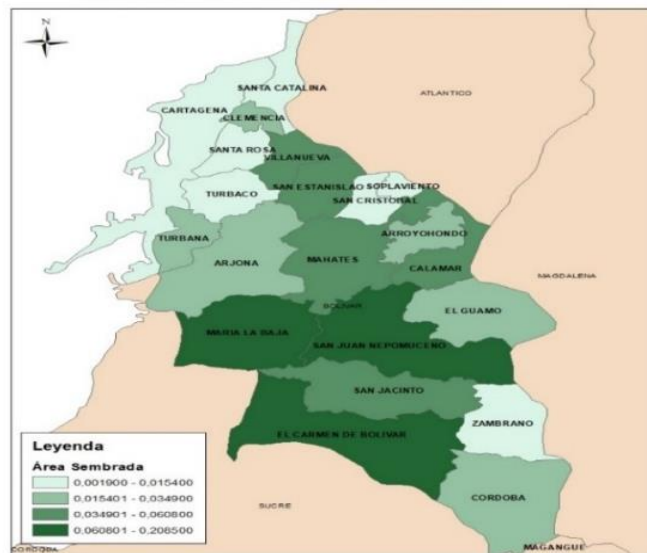 N
SANTA CATALINA
ATLANTICO
CARTAGENA
CLEMENCIA
SANTA ROSA
VILLANUEVA
SAN ESTANISLAO
SOPLAVIENTO
TURBACO
SAN CRISTOBAL
TURBANA
ARROYOHONDO
ARJONA
MAHATES
CALAMAR
MAGDALENA
BOLIVAR
EL GUAMO
MARIA LA BAJA
SAN JUAN NEPOMUCENO
SAN JACINTO
ZAMBRANO
EL CARMEN DE BOLIVAR
Leyenda
Área Sembrada
0,001900 - 0,015400
0,015401 - 0,034900
0,034901 - 0,060800
0,060801 - 0,208500
SUCRE
CORDOBA
CORDOBA
MAGANGUE